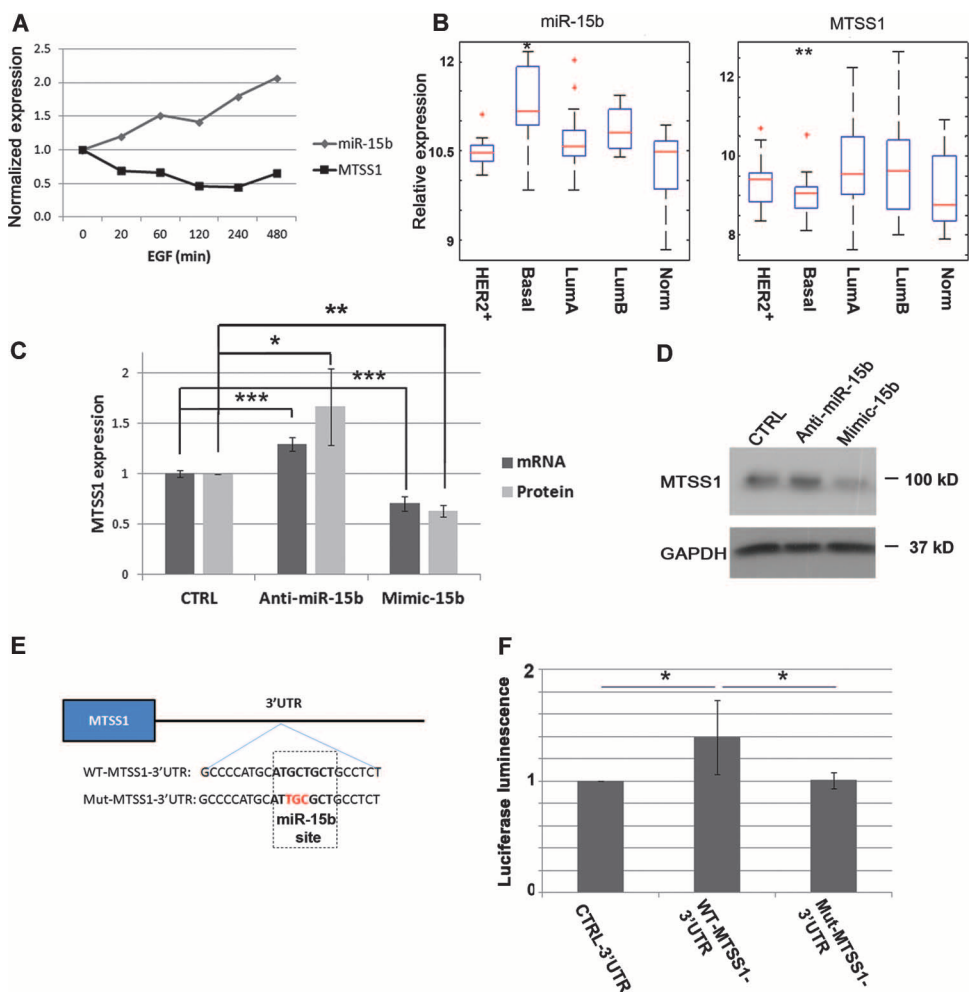 A
Normalized expression
2.5
2.0
1.5
1.0
0.5
0.0
0 20 60 120 240 480
EGF (min)
miR-15b
MTSS1
B
miR-15b
Relative expression
12
10.5
9
*
HER2+
Basal
LumA
LumB
Norm
MTSS1
12
11
10
9
8
**
HER2+
Basal
LumA
LumB
Norm
C
MTSS1 expression
2
1.5
1
0.5
0
**
*
***
***
CTRL
Anti-miR-15b
Mimic-15b
mRNA
Protein
D
CTRL
Anti-miR-15b
Mimic-15b
MTSS1
100 kD
GAPDH
37 kD
E
MTSS1
3'UTR
WT-MTSS1-3'UTR: GCCCCATGCATGCTGCTGCCTCT
Mut-MTSS1-3'UTR: GCCCCATGCATTGCGCTGCCTCT
miR-15b
site
F
Luciferase luminescence
2
1
0
*
*
CTRL-3'UTR
WT-MTSS1-
3'UTR
Mut-MTSS1-
3'UTR